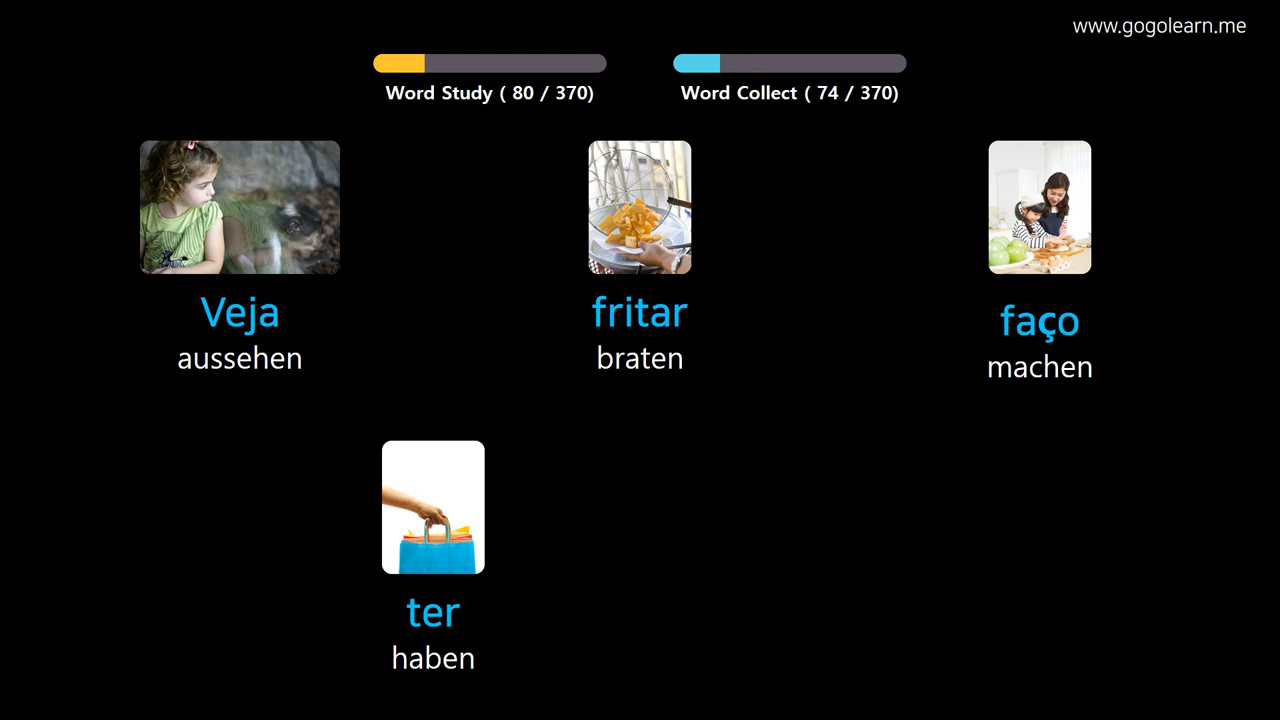 www.gogolearn.me
Word Study ( 80 / 370)
Word Collect ( 74 / 370)
Veja
aussehen
fritar
braten
faço
machen
ter
haben